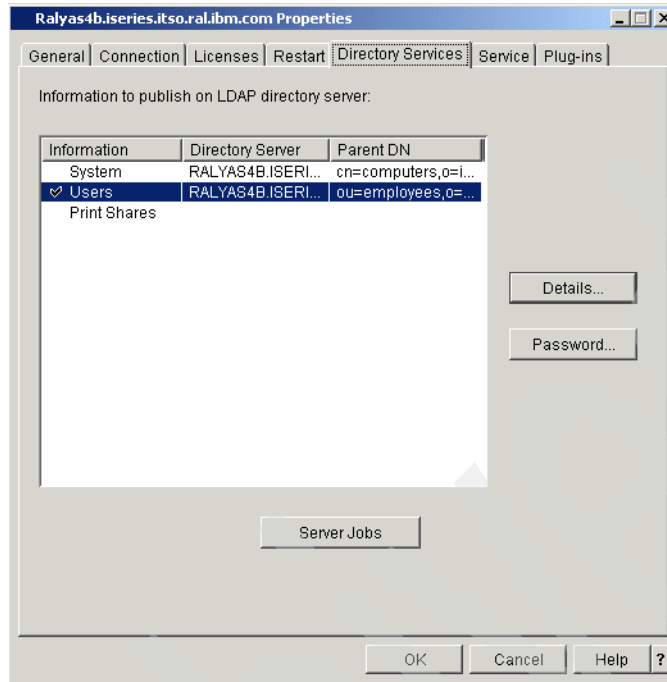 Ralyas4b.iseries.itso.ral.ibm.com Properties
General Connection Licenses Restart Directory Services Service Plug-ins
Information to publish on LDAP directory server:
Information Directory Server Parent DN
System RALYAS4B.ISERI... cn=computers,o=i...
Users RALYAS4B.ISERI... ou=employees,o=...
Print Shares
Details...
Password...
Server Jobs
OK Cancel Help ?